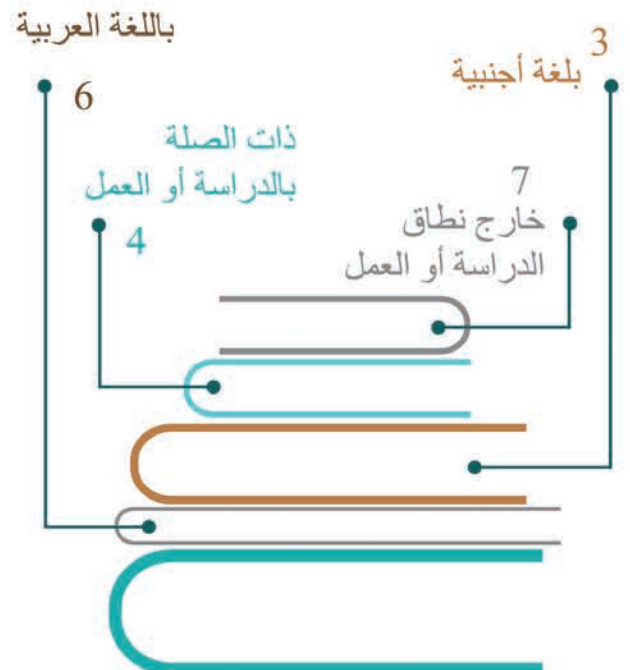 باللغة العربية
6
3
بلغة أجنبية
ذات الصلة
بالدراسة أو العمل
4
7
خارج نطاق
الدراسة أو العمل